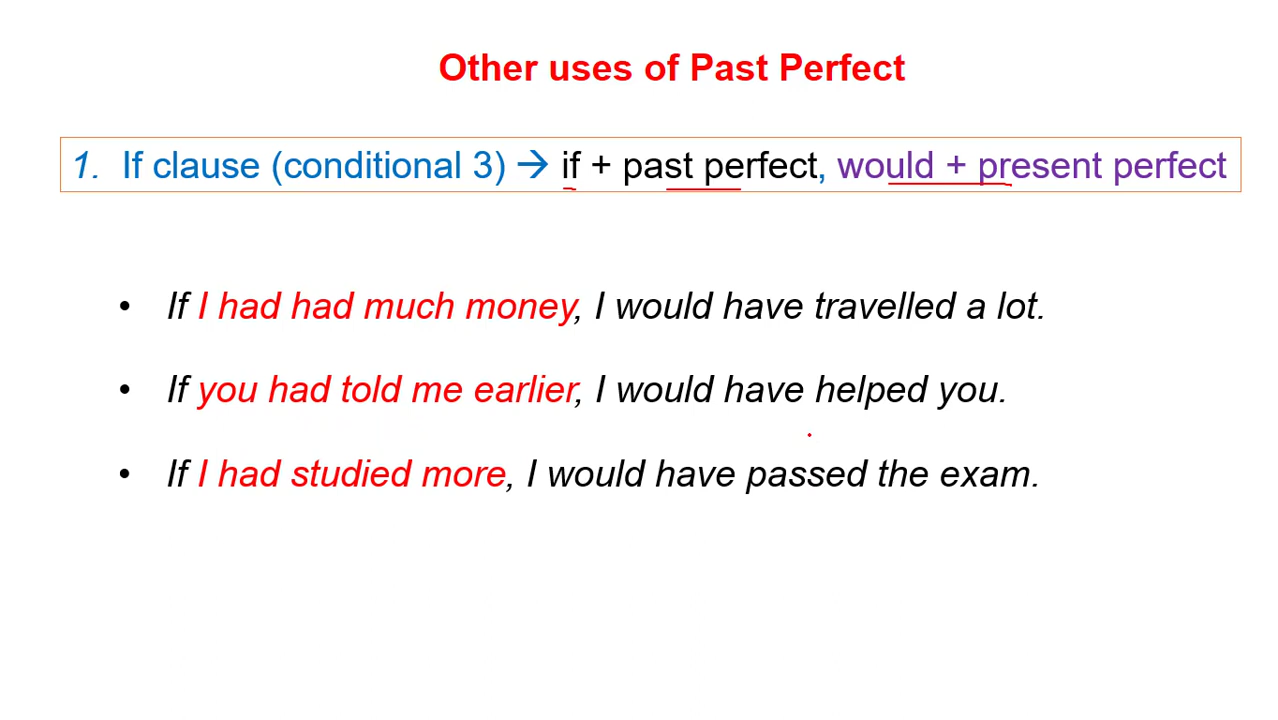 Other uses of Past Perfect
1. If clause (conditional 3) → if + past perfect, would + present perfect
• If I had had much money, I would have travelled a lot.
• If you had told me earlier, I would have helped you.
• If I had studied more, I would have passed the exam.